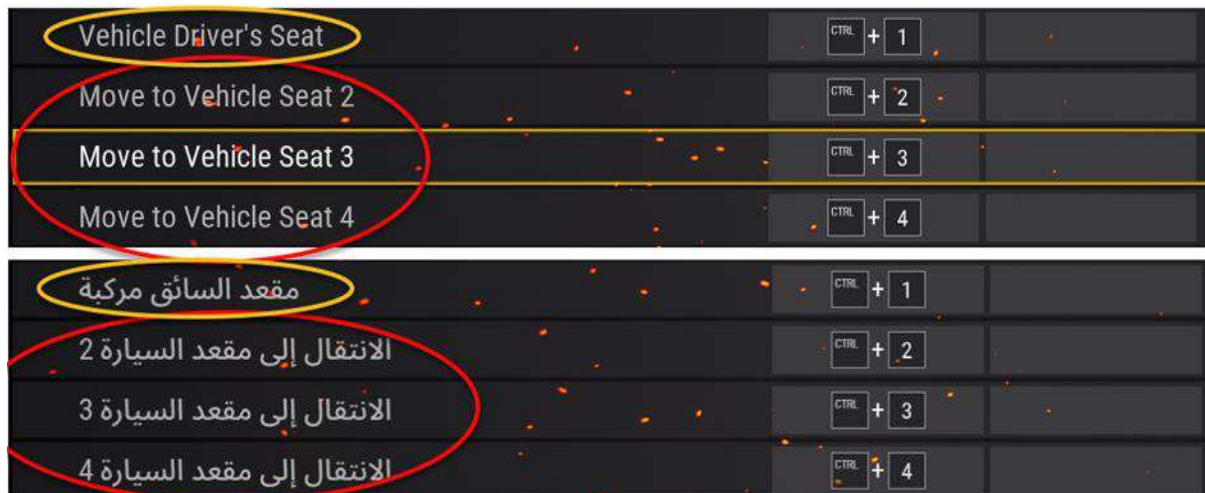 Vehicle Driver's Seat CTRL + 1
Move to Vehicle Seat 2 CTRL + 2
Move to Vehicle Seat 3 CTRL + 3
Move to Vehicle Seat 4 CTRL + 4
مقعد السائق مركبة CTRL + 1
الانتقال إلى مقعد السيارة 2 CTRL + 2
الانتقال إلى مقعد السيارة 3 CTRL + 3
الانتقال إلى مقعد السيارة 4 CTRL + 4